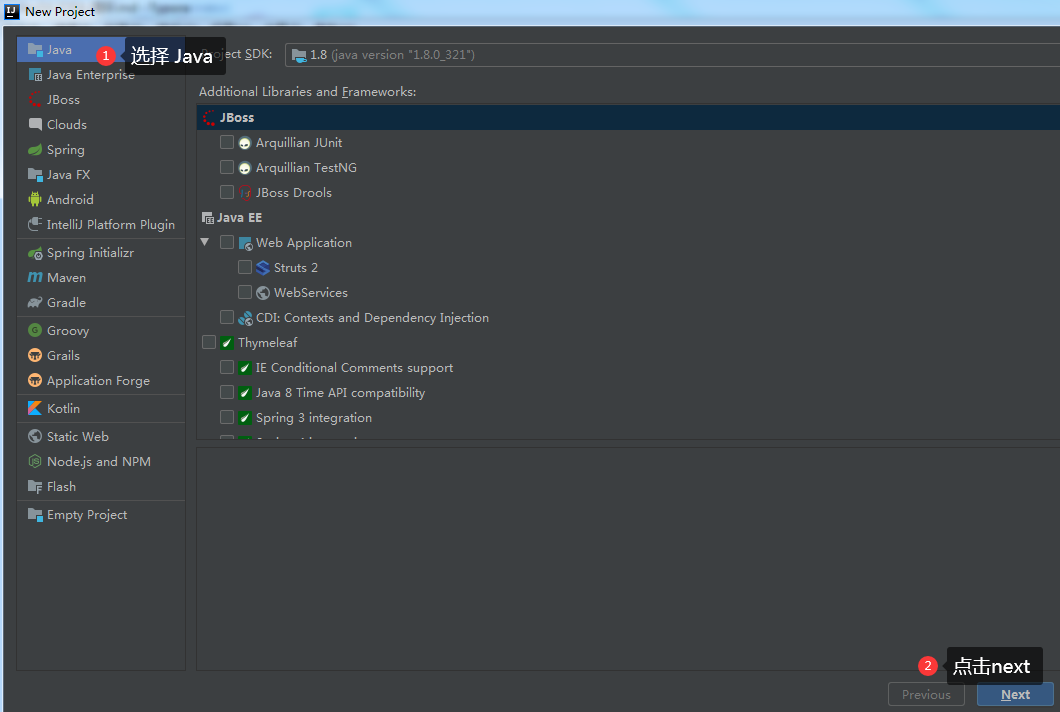 New Project
Java
1
选择 Java
ject SDK:
1.8 (java version "1.8.0_321")
Java Enterprise
JBoss
Clouds
Spring
Java FX
Android
IntelliJ Platform Plugin
Spring Initializr
Maven
Gradle
Groovy
Grails
Application Forge
Kotlin
Static Web
Node.js and NPM
Flash
Empty Project
Additional Libraries and Frameworks:
JBoss
Arquillian JUnit
Arquillian TestNG
JBoss Drools
Java EE
Web Application
Struts 2
WebServices
CDI: Contexts and Dependency Injection
Thymeleaf
IE Conditional Comments support
Java 8 Time API compatibility
Spring 3 integration
2
点击next
Previous
Next